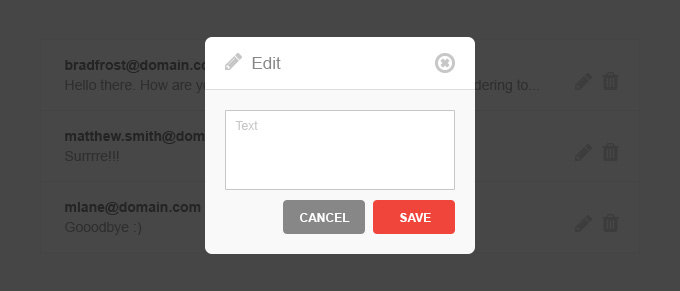 Edit
Text
CANCEL SAVE
bradfrost@domain.co
Hello there. How are yo dering to...
matthew.smith@dom
Surrrre!!!
mlane@domain.com
Gooodbye :)